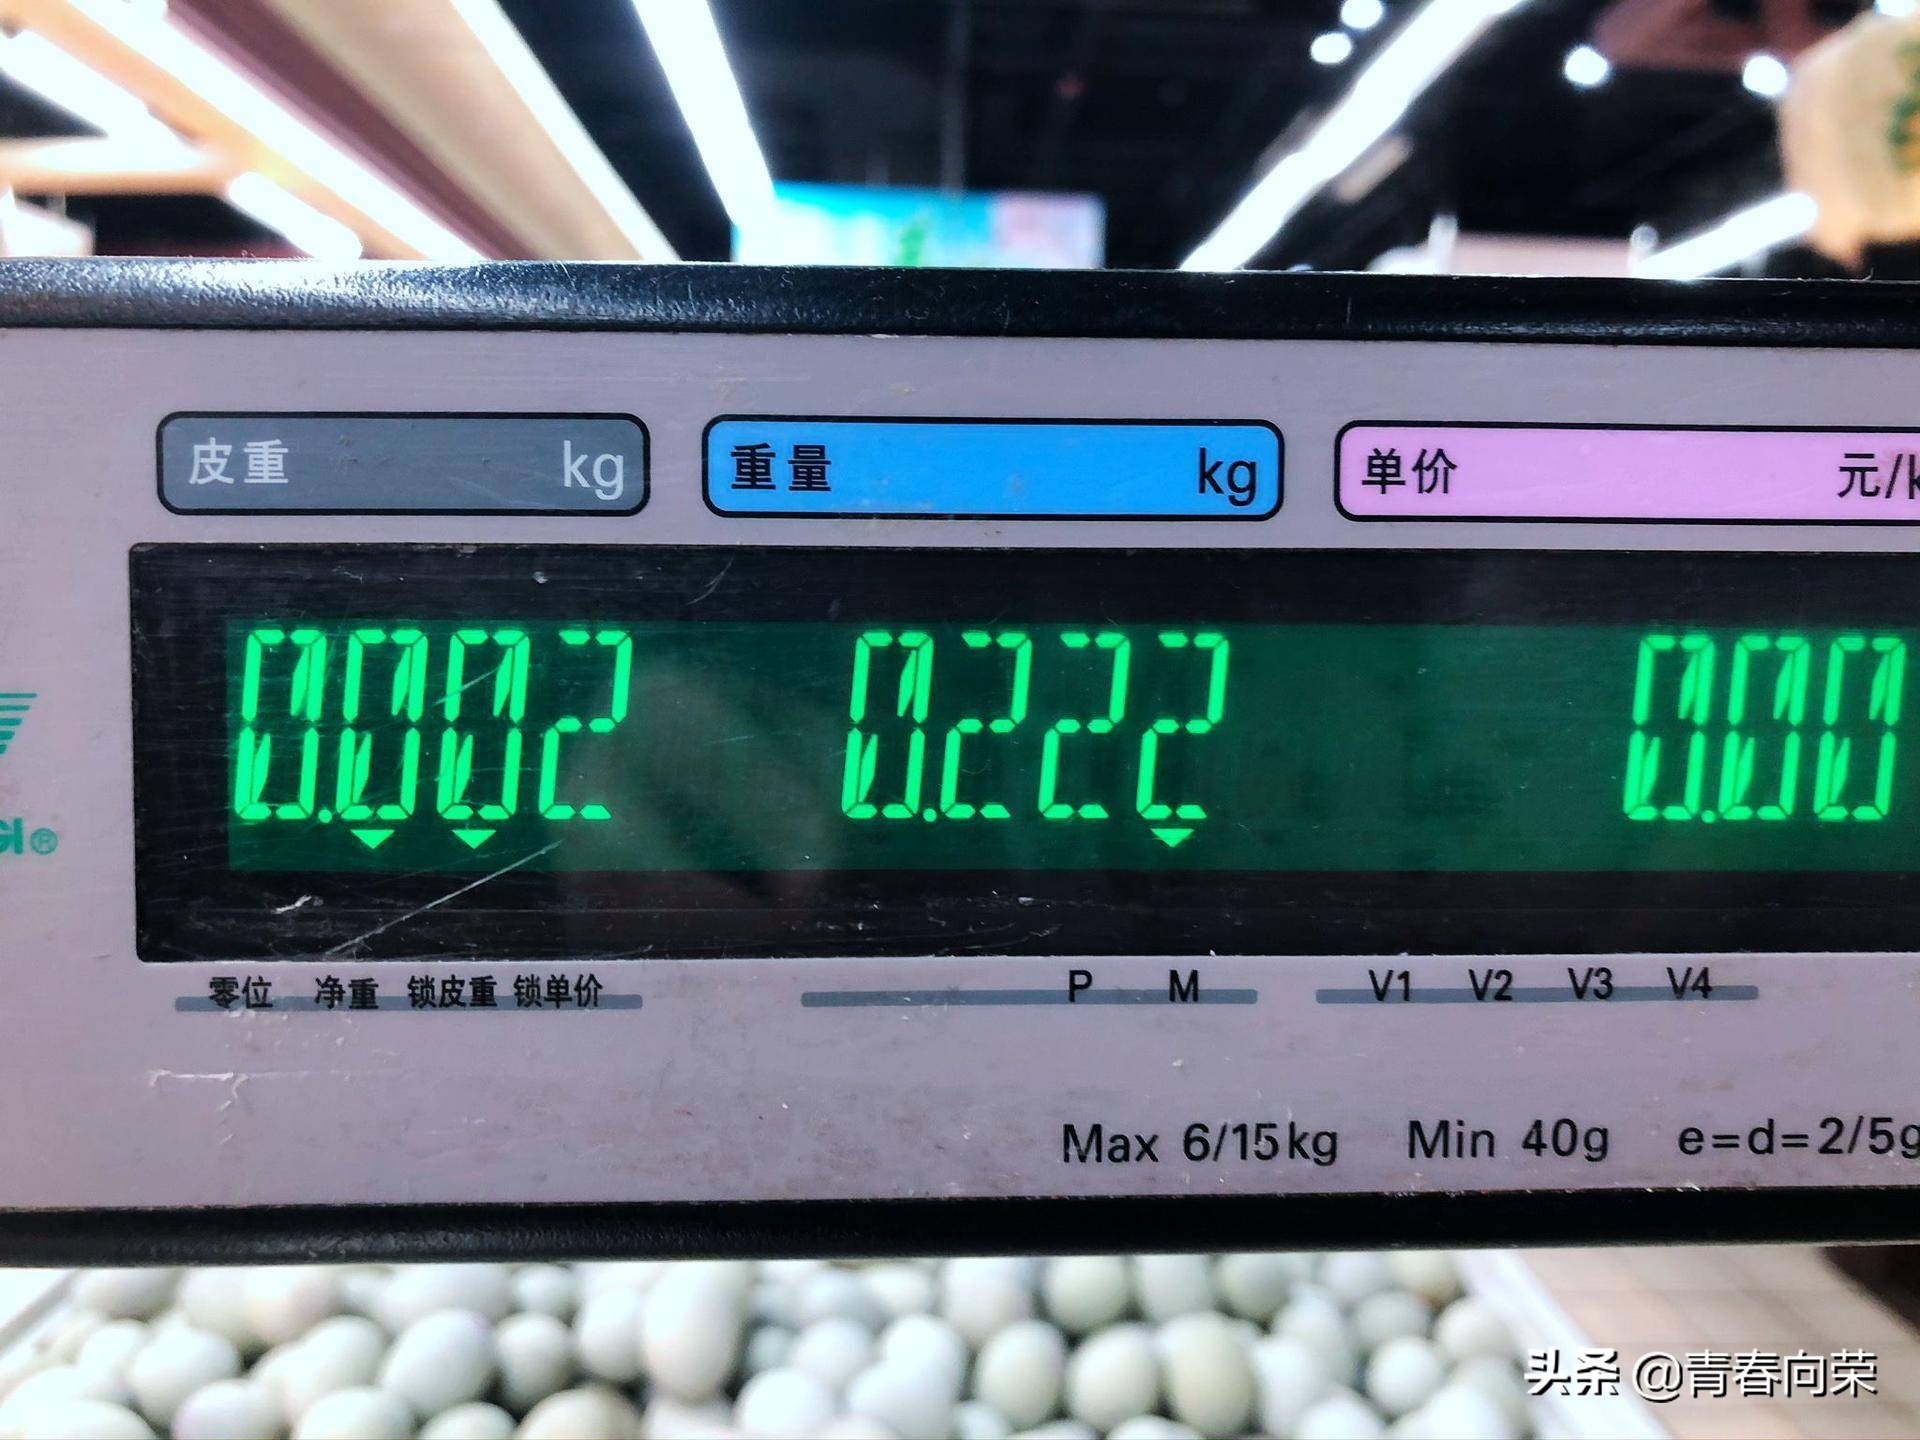 皮重 kg
重量 kg
单价 元/k
0.002 0.222 0.00
GI®
零位 净重 锁皮重 锁单价 P M V1 V2 V3 V4
Max 6/15kg Min 40g e=d=2/5g
头条 @青春向荣